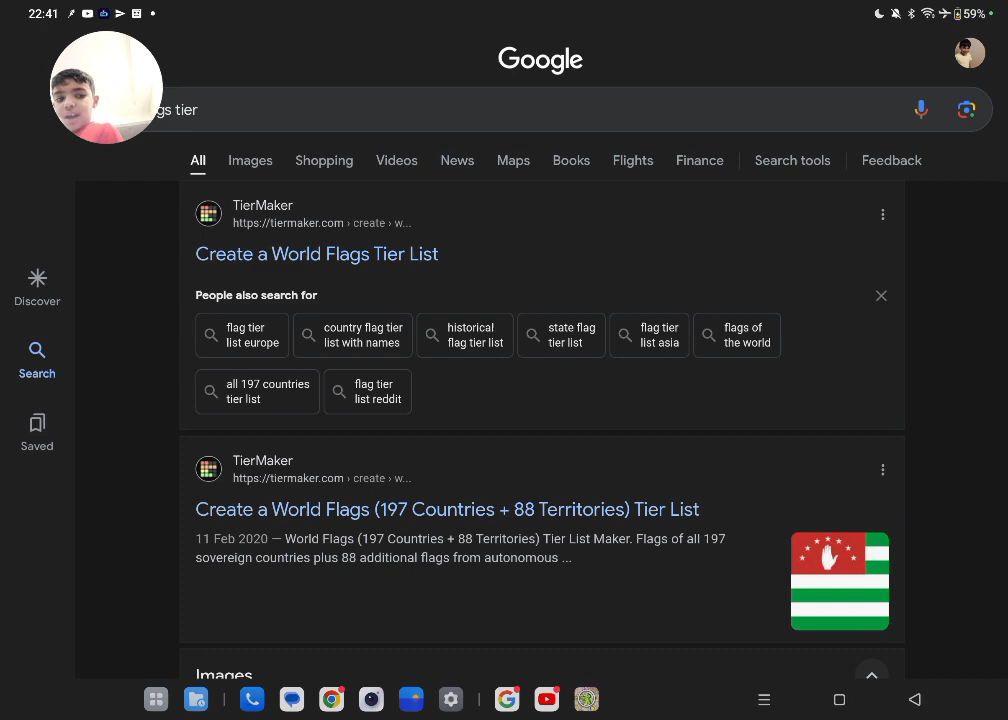 22:41
59%
Google
gs tier
All Images Shopping Videos News Maps Books Flights Finance Search tools Feedback
TierMaker
https://tiermaker.com › create › w...
Create a World Flags Tier List
People also search for
flag tier
list europe
country flag tier
list with names
historical
flag tier list
state flag
tier list
flag tier
list asia
flags of
the world
all 197 countries
tier list
flag tier
list reddit
Discover
Search
Saved
TierMaker
https://tiermaker.com › create › w...
Create a World Flags (197 Countries + 88 Territories) Tier List
11 Feb 2020 — World Flags (197 Countries + 88 Territories) Tier List Maker. Flags of all 197
sovereign countries plus 88 additional flags from autonomous ...
Images